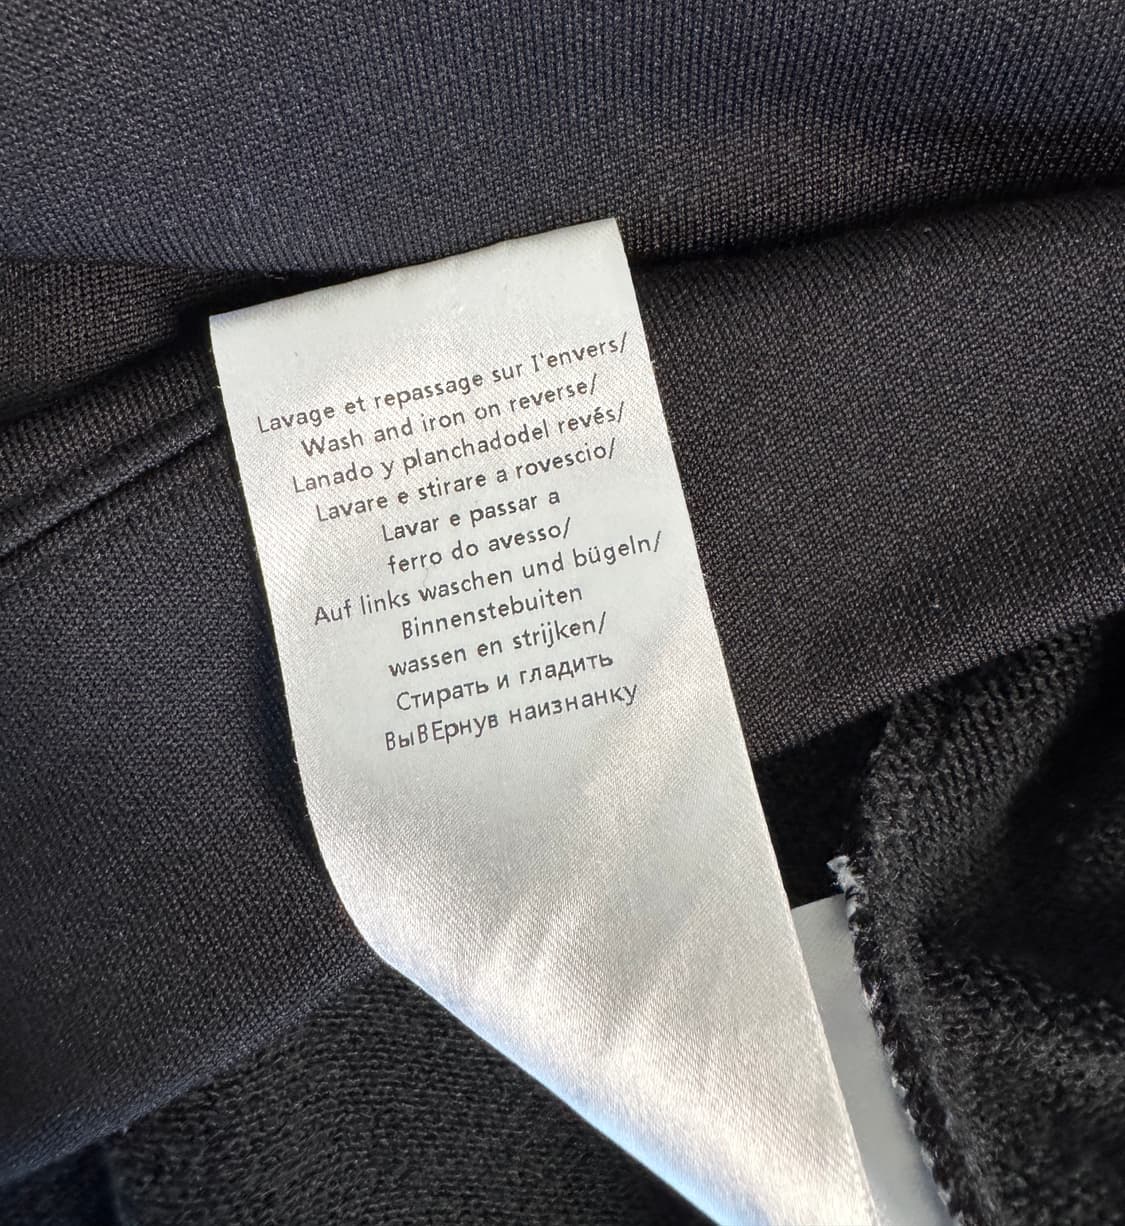 Lavage et repassage sur I'envers/
Wash and iron on reverse/
Lanado y planchadodel revés/
Lavare e stirare a rovescio/
Lavar e passar a
ferro do avesso/
Auf links waschen und bügeln/
Binnenstebuiten
wassen en strijken/
Стирать и гладить
ВыВЕрнув наизнанку